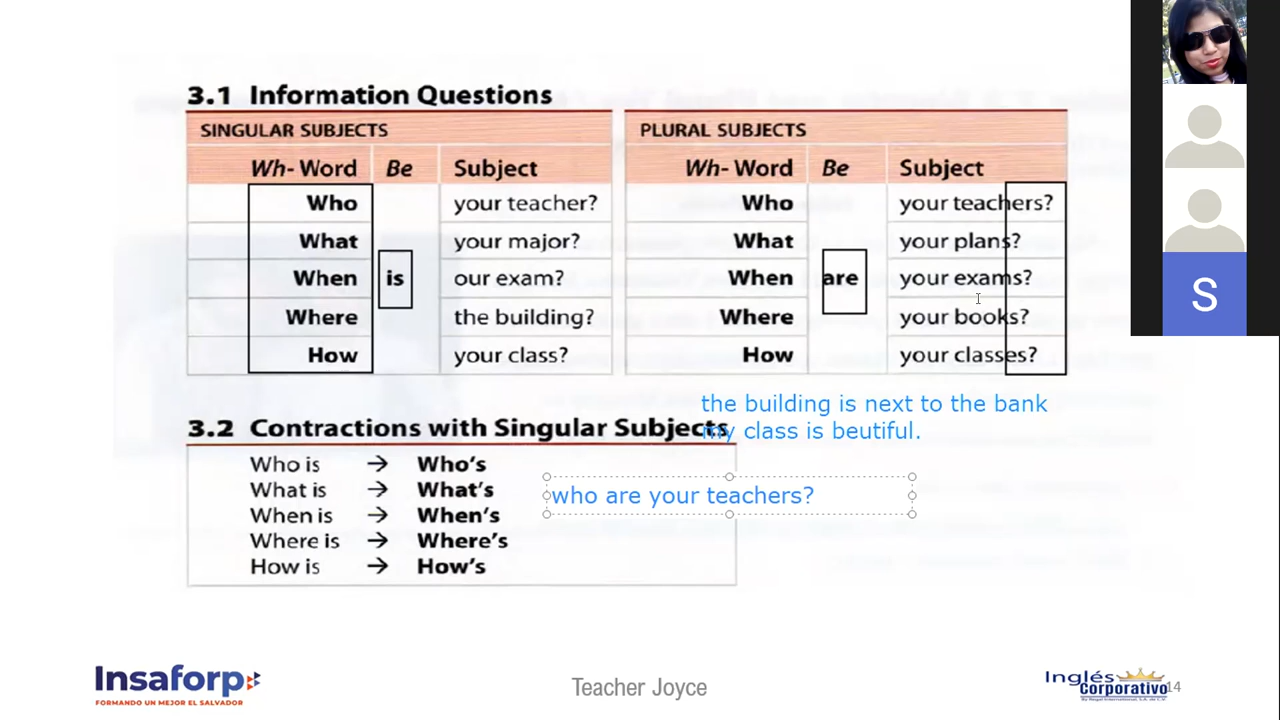 3.1 Information Questions
SINGULAR SUBJECTS
Wh- Word Be Subject
Who your teacher?
What your major?
When is our exam?
Where the building?
How your class?
PLURAL SUBJECTS
Wh- Word Be Subject
Who your teachers?
What your plans?
When are your exams?
Where your books?
How your classes?
the building is next to the bank
my class is beutiful.
3.2 Contractions with Singular Subjects
Who is → Who's
What is → What's
When is → When's
Where is → Where's
How is → How's
who are your teachers?
S
Insaforp
FORMANDO UN MEJOR EL SALVADOR
Teacher Joyce
Inglés
Corporativo
14